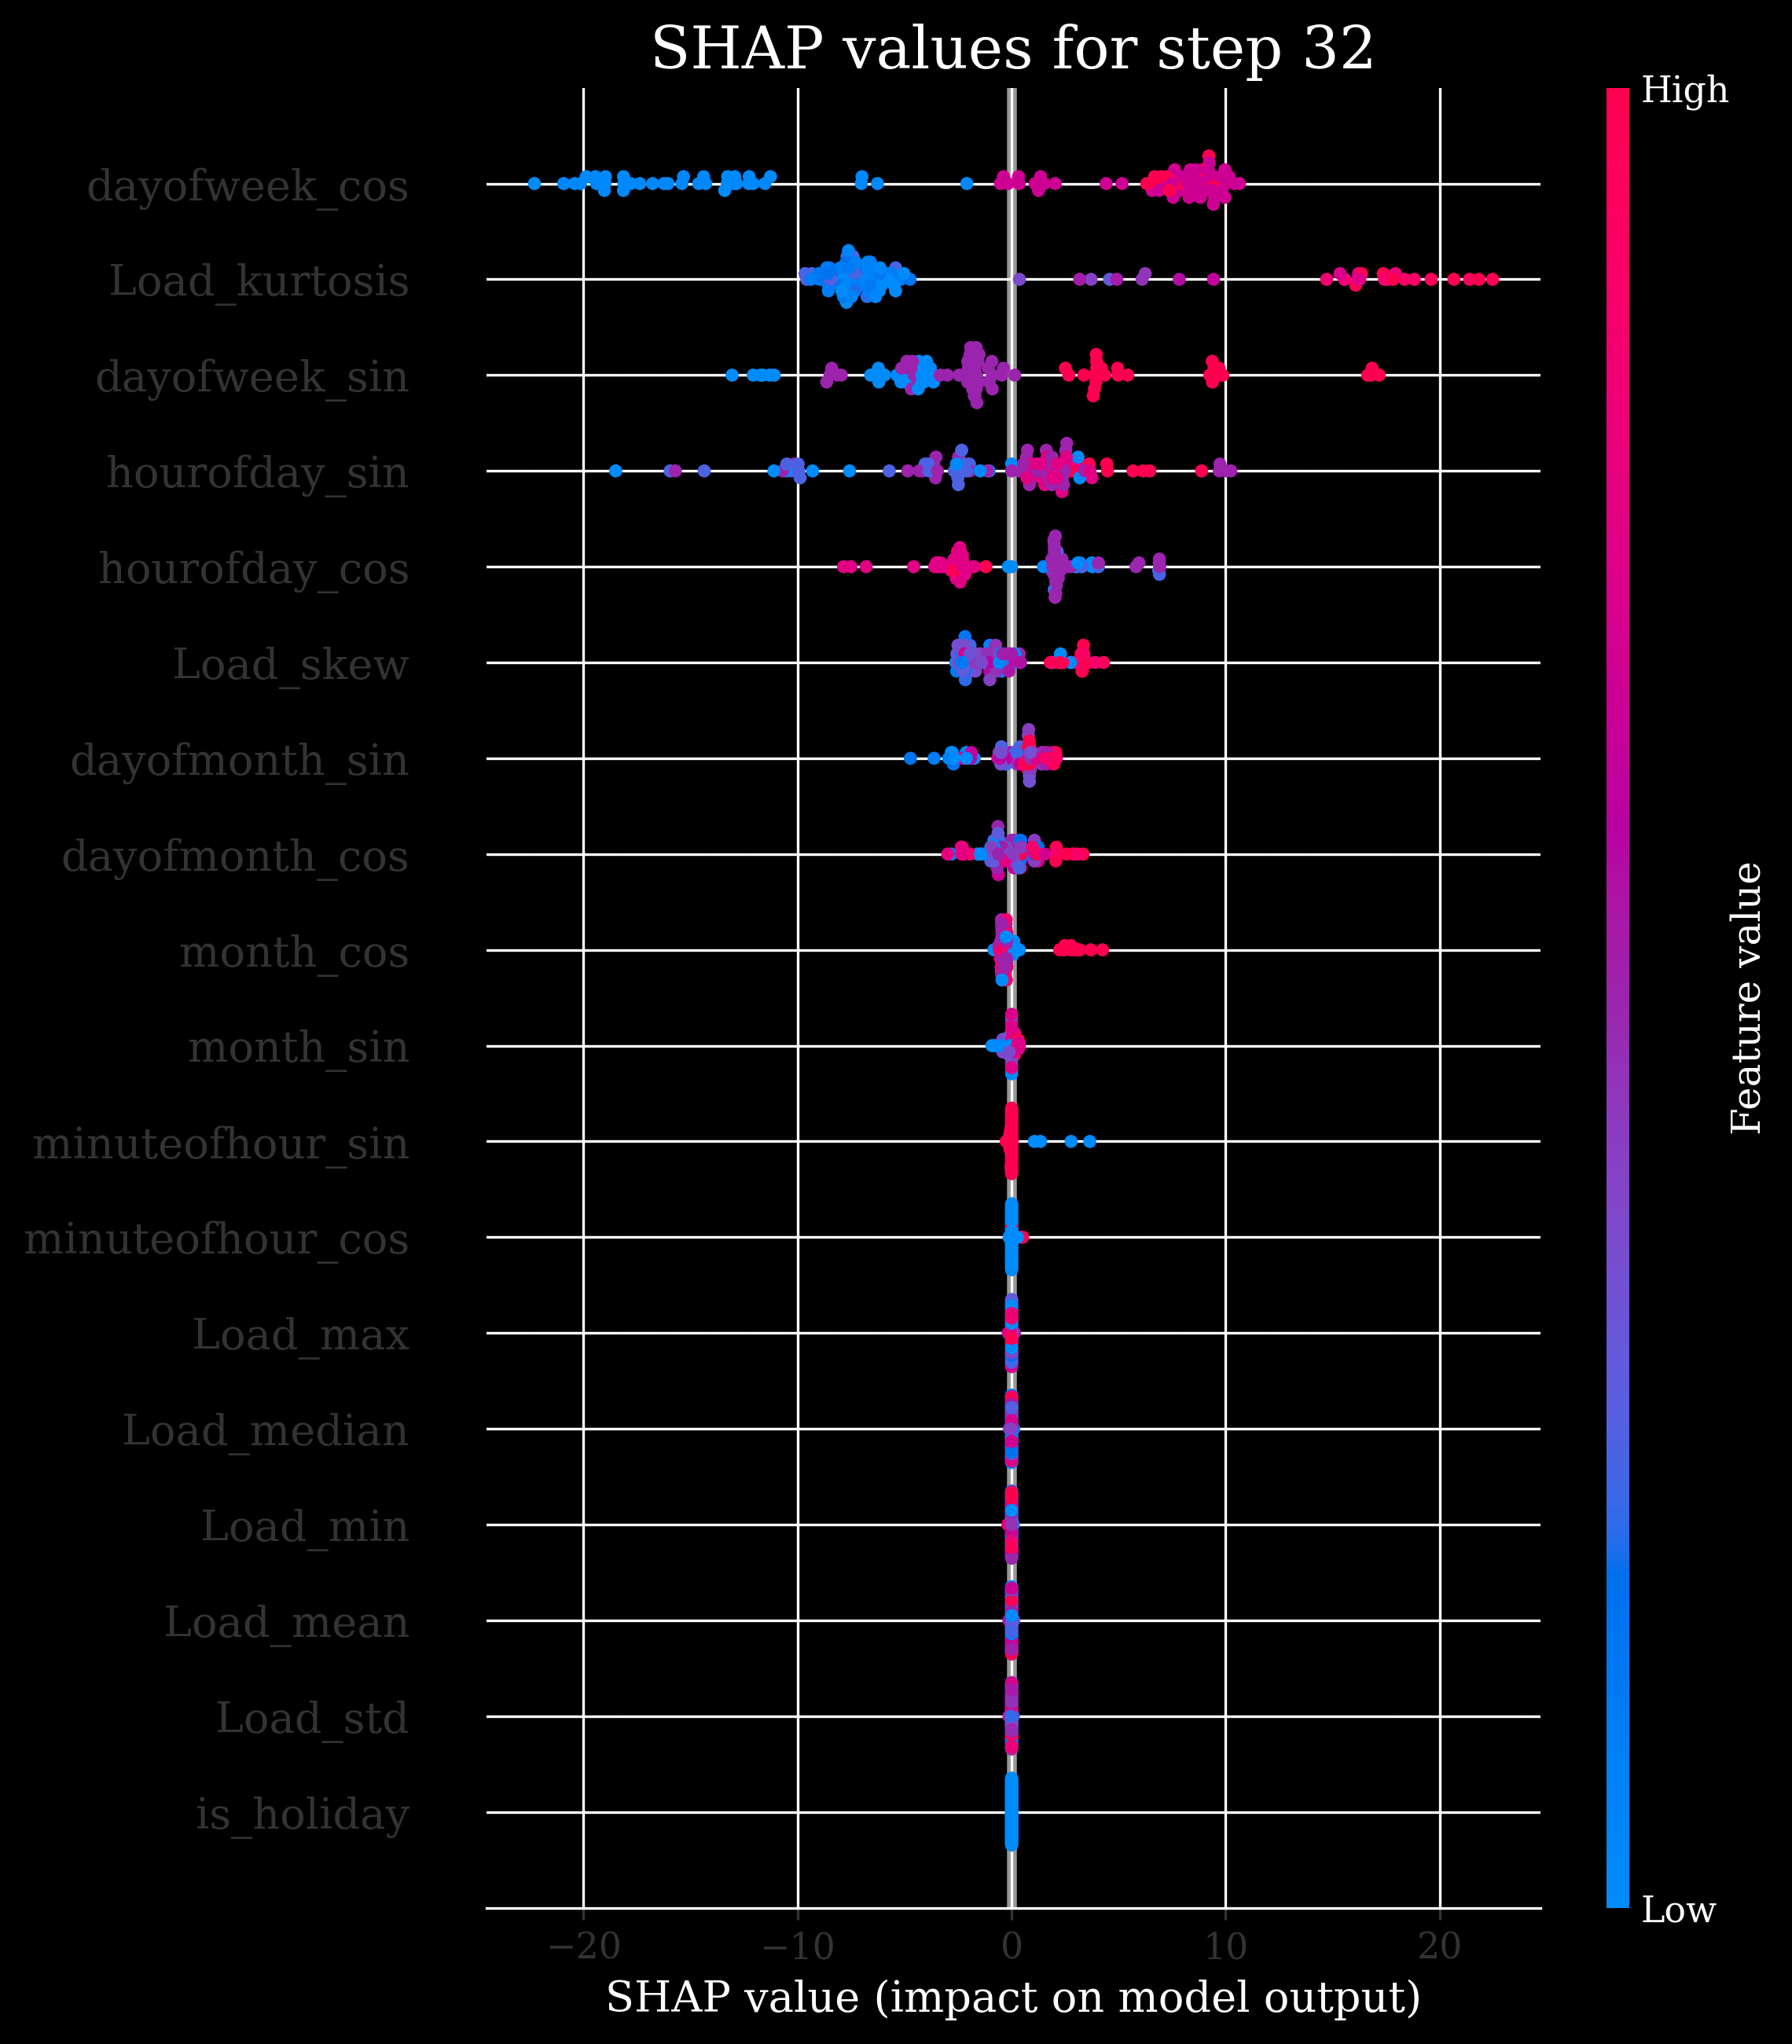 SHAP values for step 32
High
dayofweek_cos
Load_kurtosis
dayofweek_sin
hourofday_sin
hourofday_cos
Load_skew
dayofmonth_sin
dayofmonth_cos
month_cos
month_sin
minuteofhour_sin
minuteofhour_cos
Load_max
Load_median
Load_min
Load_mean
Load_std
is_holiday
Feature value
Low
−20 −10 0 10 20
SHAP value (impact on model output)